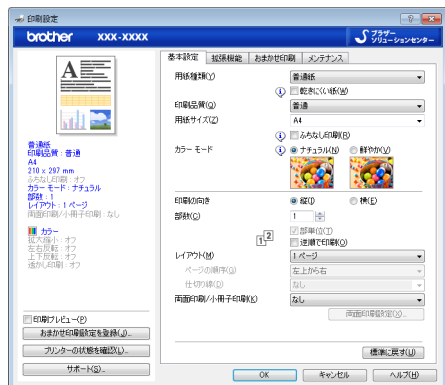 印刷設定
brother XXX-XXXX
ブラザー
ソリューションセンター
基本設定 拡張機能 おまかせ印刷 メンテナンス
用紙種類(Y) 普通紙
乾きにくい紙(W)
印刷品質(Q) 普通
用紙サイズ(Z) A4
ふちなし印刷(R)
カラー モード ナチュラル(N) 鮮やか(V)
印刷の向き 縦(I) 横(E)
部数(C) 1
部単位(T)
逆順で印刷(O)
レイアウト(M) 1 ページ
ページの順序(G) 左上から右
仕切り線(D) なし
両面印刷/小冊子印刷(K) なし
両面印刷設定(X)...
標準に戻す(U)
A
普通紙
印刷品質 : 普通
A4
210 x 297 mm
ふちなし印刷 : オフ
カラー モード : ナチュラル
部数 : 1
レイアウト : 1 ページ
両面印刷/小冊子印刷 : なし
カラー
拡大縮小 : オフ
左右反転 : オフ
上下反転 : オフ
透かし印刷 : オフ
印刷プレビュー(P)
おまかせ印刷設定を登録(J)...
プリンターの状態を確認(L)...
サポート(S)...
OK キャンセル ヘルプ(H)